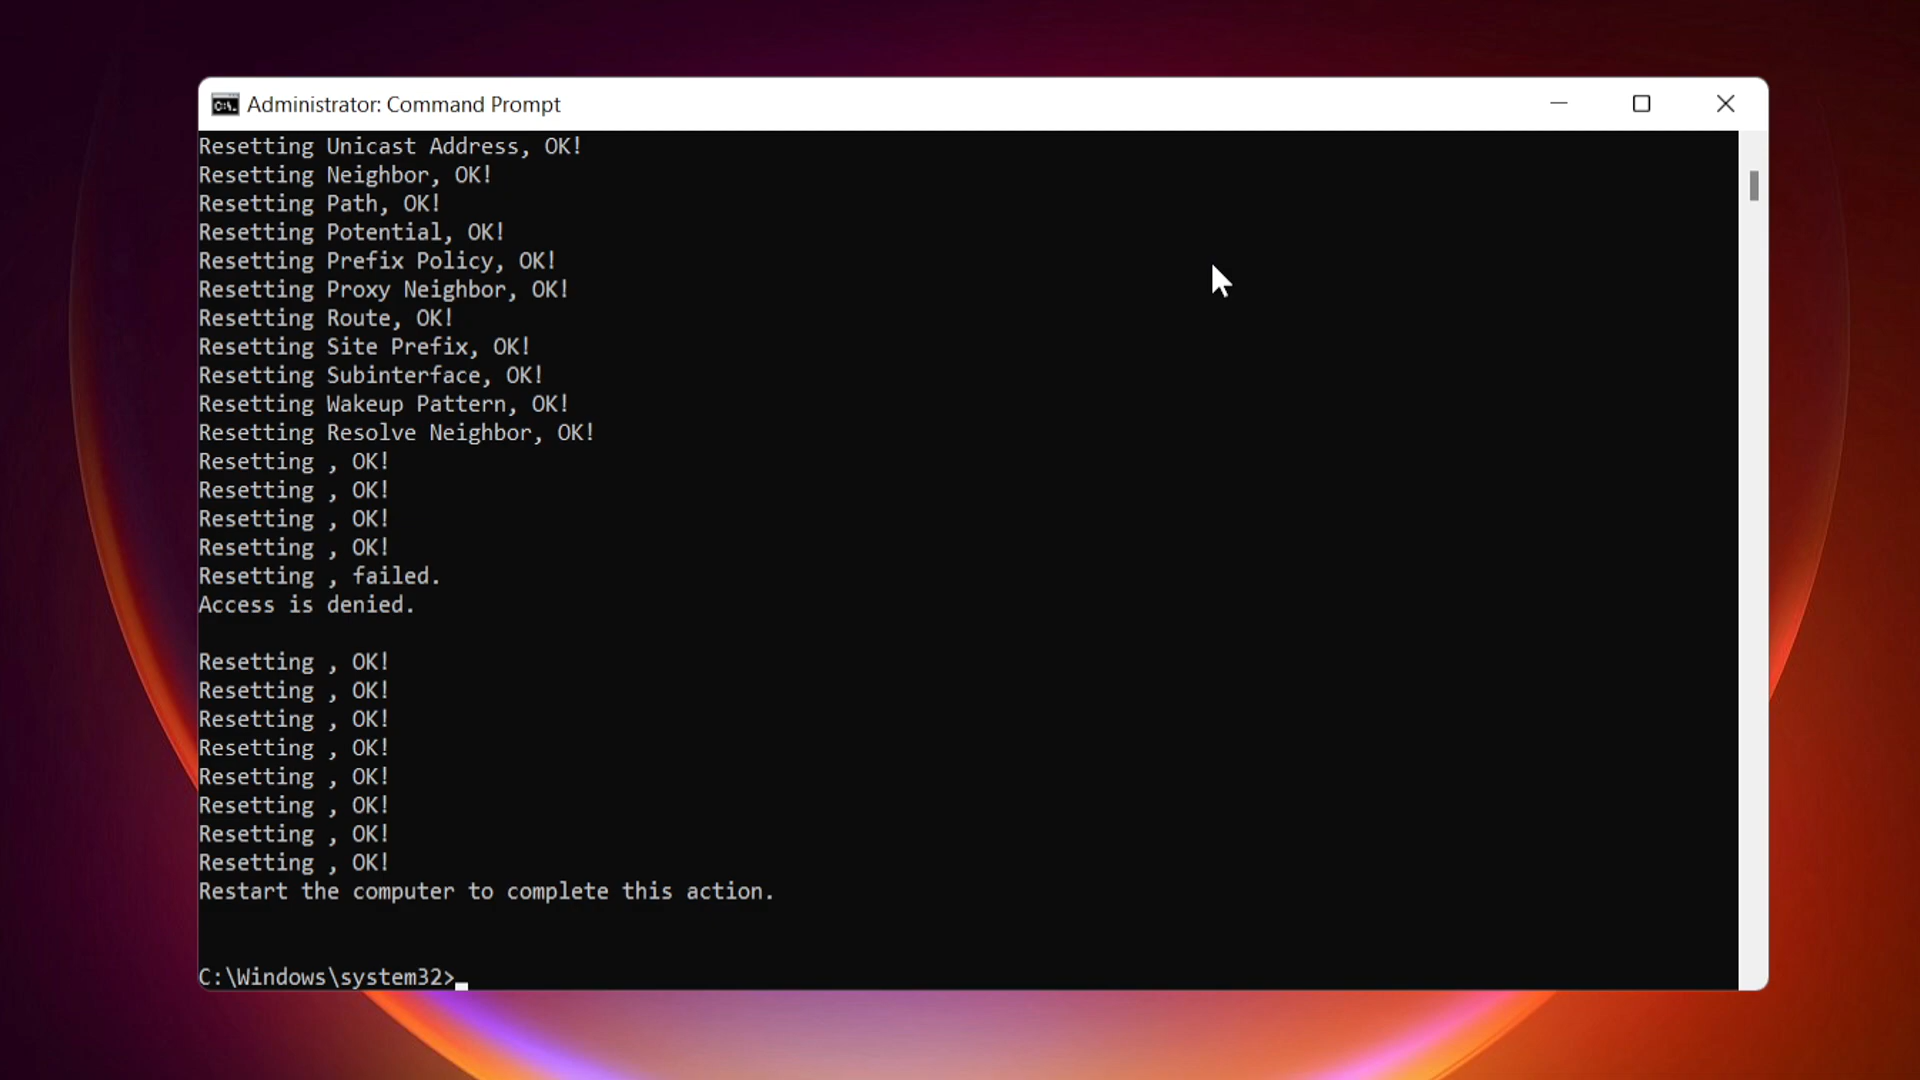 Administrator: Command Prompt
Resetting Unicast Address, OK!
Resetting Neighbor, OK!
Resetting Path, OK!
Resetting Potential, OK!
Resetting Prefix Policy, OK!
Resetting Proxy Neighbor, OK!
Resetting Route, OK!
Resetting Site Prefix, OK!
Resetting Subinterface, OK!
Resetting Wakeup Pattern, OK!
Resetting Resolve Neighbor, OK!
Resetting , OK!
Resetting , OK!
Resetting , OK!
Resetting , OK!
Resetting , failed.
Access is denied.

Resetting , OK!
Resetting , OK!
Resetting , OK!
Resetting , OK!
Resetting , OK!
Resetting , OK!
Resetting , OK!
Resetting , OK!
Restart the computer to complete this action.

C:\Windows\system32>